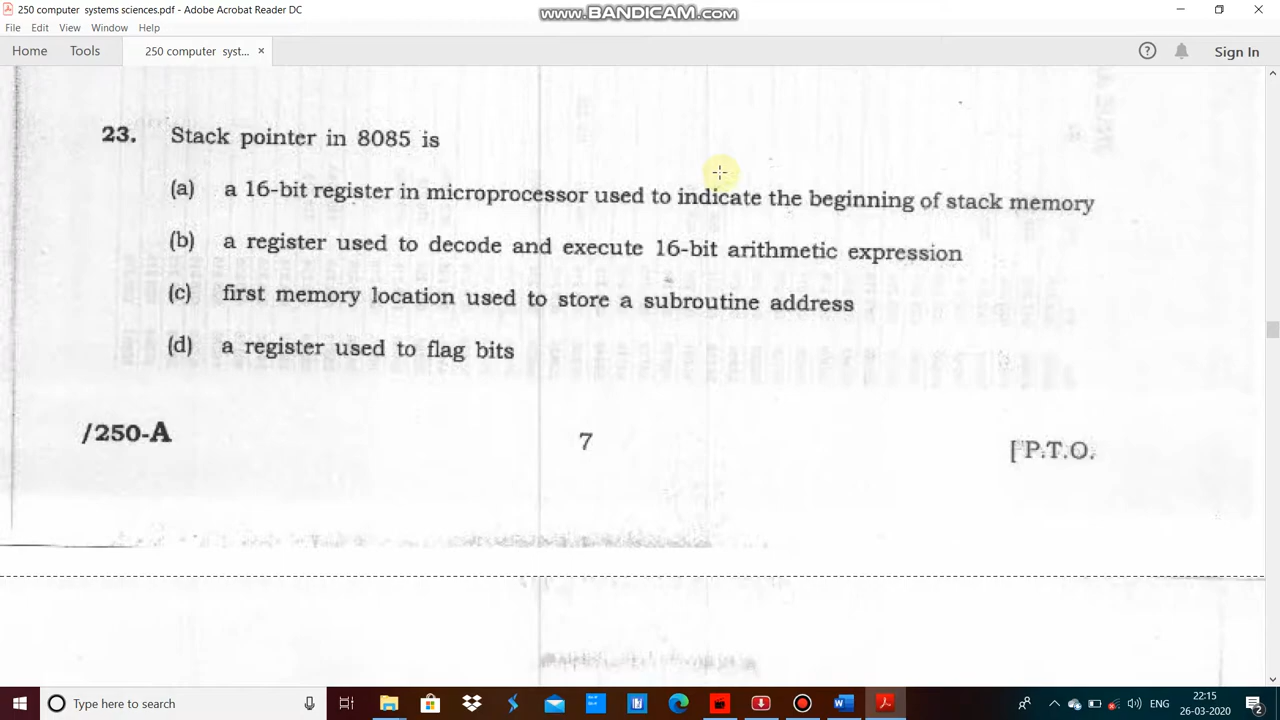 250 computer systems sciences.pdf - Adobe Acrobat Reader DC
www.BANDICAM.com
File Edit View Window Help
Home Tools 250 computer syst... × Sign In
23. Stack pointer in 8085 is
(a) a 16-bit register in microprocessor used to indicate the beginning of stack memory
(b) a register used to decode and execute 16-bit arithmetic expression
(c) first memory location used to store a subroutine address
(d) a register used to flag bits
/250-A 7 [ P.T.O.
Type here to search
ENG 22:15
26-03-2020 2